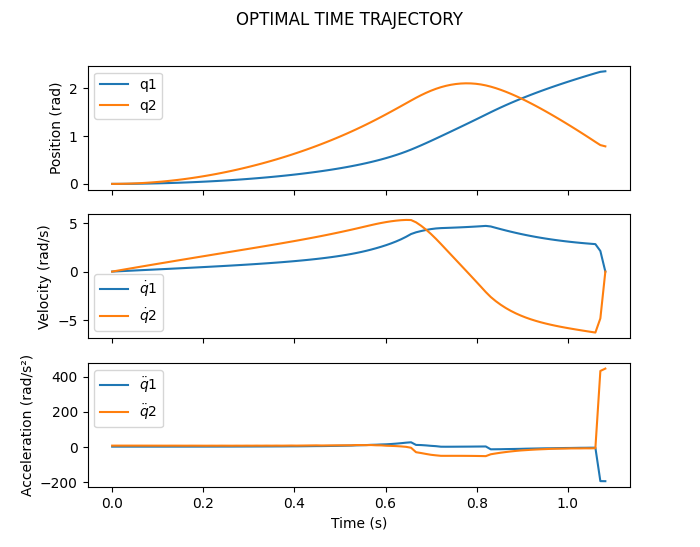 OPTIMAL TIME TRAJECTORY
Position (rad)
2
1
0
q1
q2
Velocity (rad/s)
5
0
−5
q̇1
q̇2
Acceleration (rad/s²)
400
200
0
−200
q̈1
q̈2
0.0 0.2 0.4 0.6 0.8 1.0
Time (s)